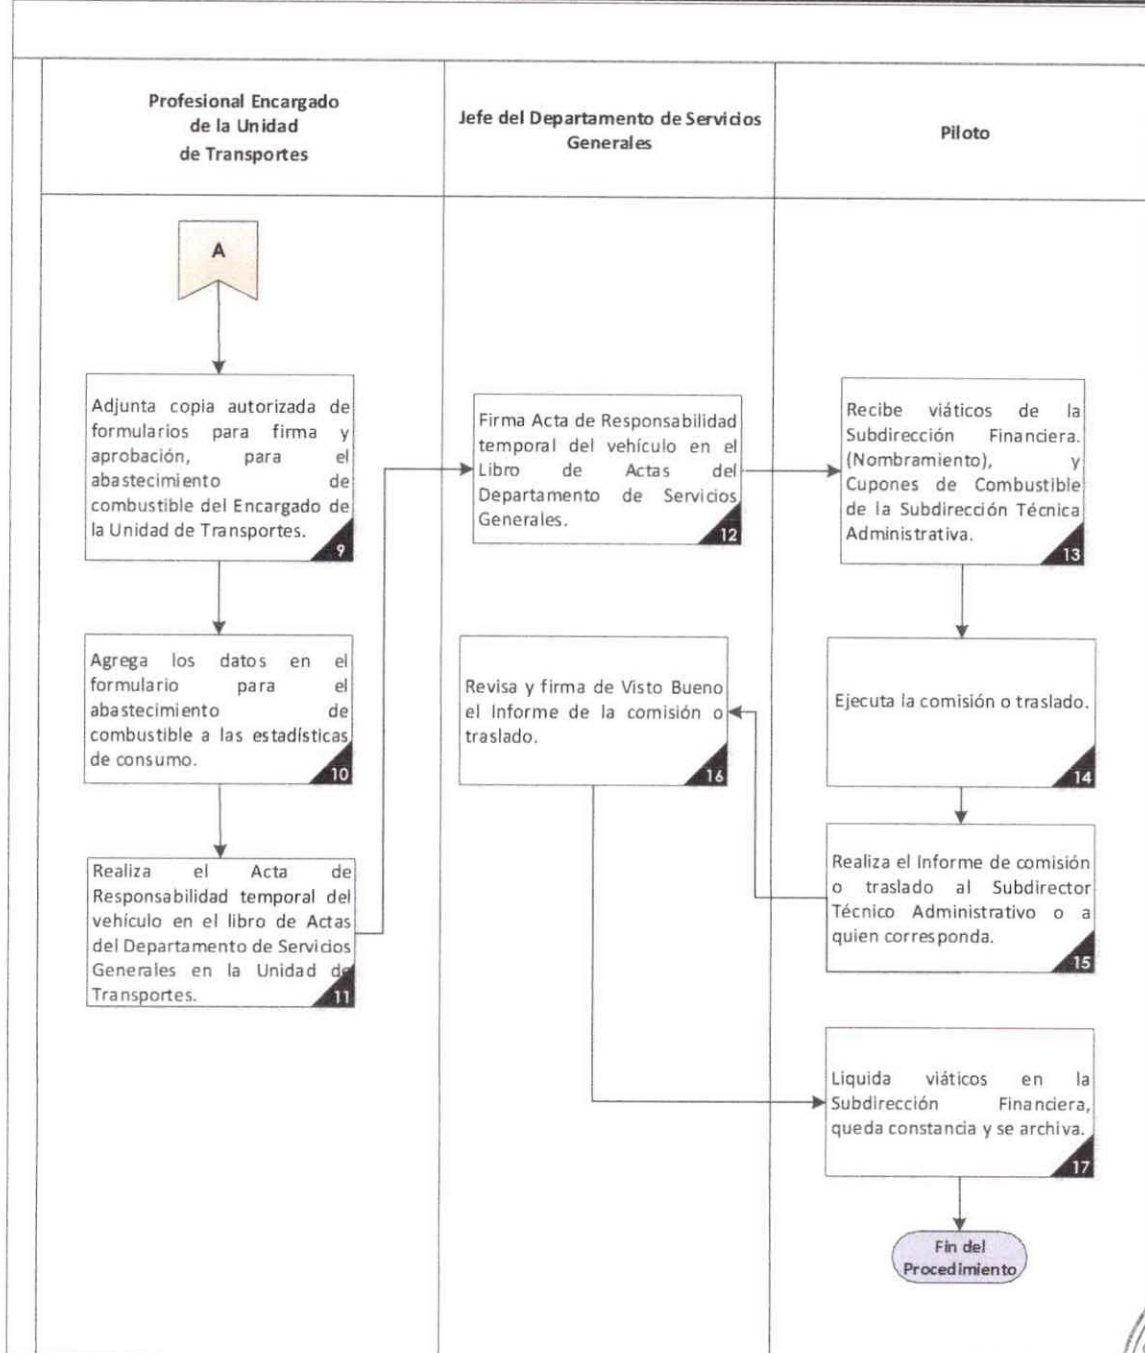 Profesional Encargado
de la Unidad
de Transportes
Jefe del Departamento de Servicios
Generales
Piloto
A
Adjunta copia autorizada de
formularios para firma y
aprobación, para el
abastecimiento de
combustible del Encargado de
la Unidad de Transportes.
9
Agrega los datos en el
formulario para el
abastecimiento de
combustible a las estadísticas
de consumo.
10
Realiza el Acta de
Responsabilidad temporal del
vehículo en el libro de Actas
del Departamento de Servicios
Generales en la Unidad de
Transportes.
11
Firma Acta de Responsabilidad
temporal del vehículo en el
Libro de Actas del
Departamento de Servicios
Generales.
12
Recibe viáticos de la
Subdirección Financiera.
(Nombramiento), y
Cupones de Combustible
de la Subdirección Técnica
Administrativa.
13
Ejecuta la comisión o traslado.
14
Realiza el Informe de comisión
o traslado al Subdirector
Técnico Administrativo o a
quien corresponda.
15
Revisa y firma de Visto Bueno
el Informe de la comisión o
traslado.
16
Liquida viáticos en la
Subdirección Financiera,
queda constancia y se archiva.
17
Fin del
Procedimiento